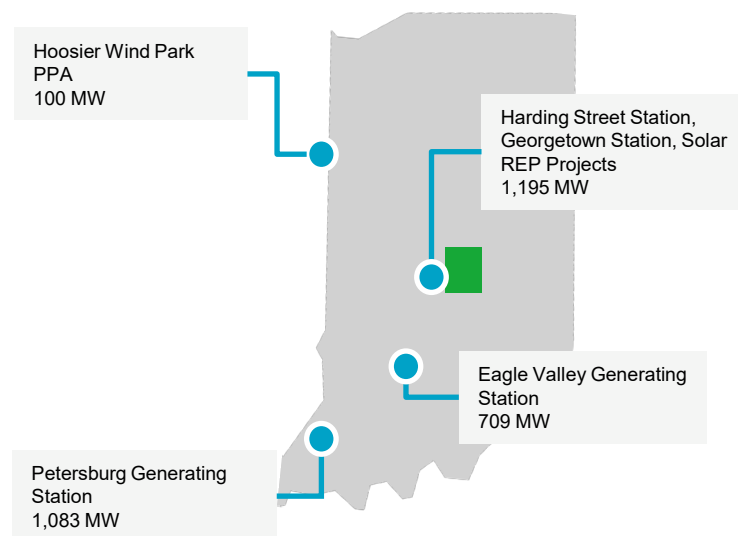 Hoosier Wind Park
PPA
100 MW
Harding Street Station,
Georgetown Station, Solar
REP Projects
1,195 MW
Eagle Valley Generating
Station
709 MW
Petersburg Generating
Station
1,083 MW